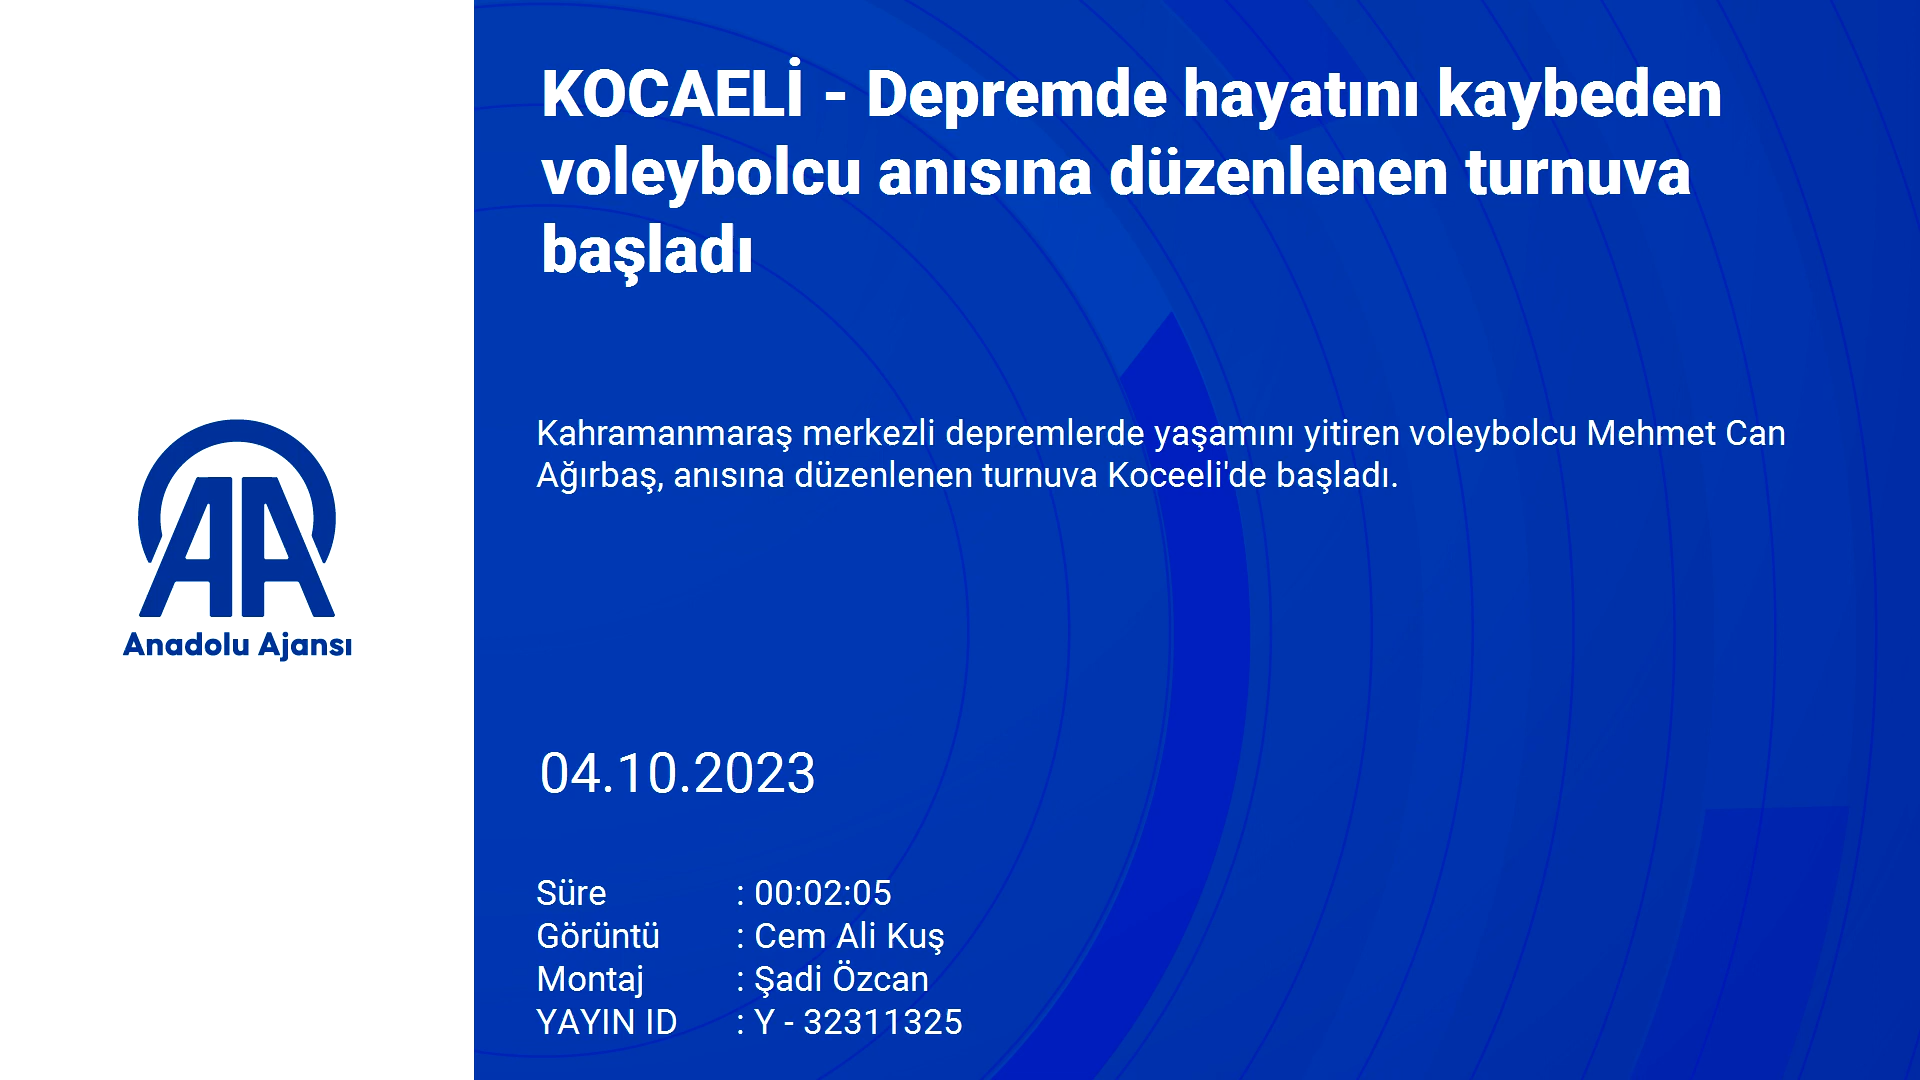 KOCAELİ - Depremde hayatını kaybeden
voleybolcu anısına düzenlenen turnuva
başladı
Kahramanmaraş merkezli depremlerde yaşamını yitiren voleybolcu Mehmet Can
Ağırbaş, anısına düzenlenen turnuva Koceeli'de başladı.
AA
Anadolu Ajansı
04.10.2023
Süre : 00:02:05
Görüntü : Cem Ali Kuş
Montaj : Şadi Özcan
YAYIN ID : Y - 32311325